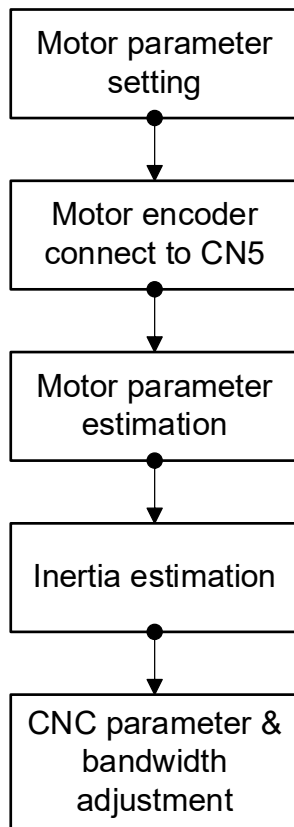 Motor parameter
setting
Motor encoder
connect to CN5
Motor parameter
estimation
Inertia estimation
CNC parameter &
bandwidth
adjustment